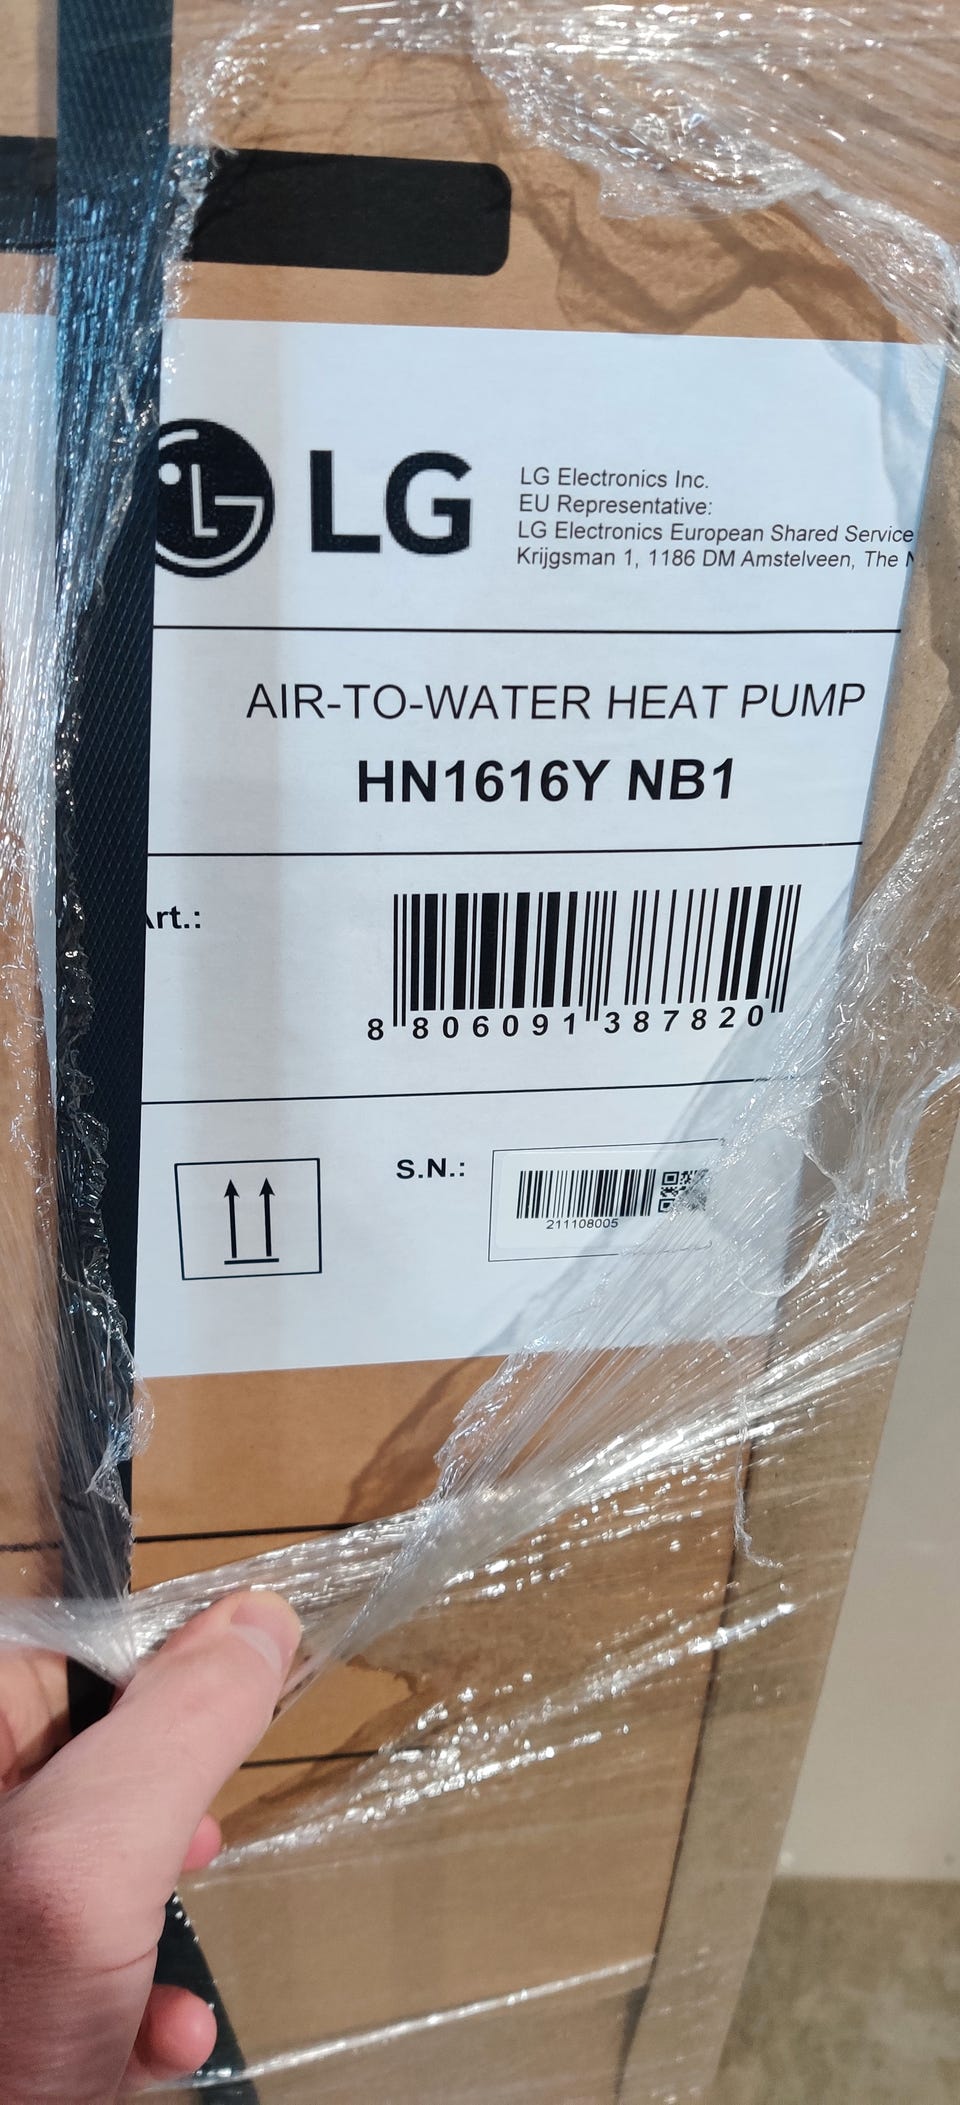 LG
LG Electronics Inc.
EU Representative:
LG Electronics European Shared Service
Krijgsman 1, 1186 DM Amstelveen, The
AIR-TO-WATER HEAT PUMP
HN1616Y NB1
Art.:
8 806091 387820
S.N.:
211108005